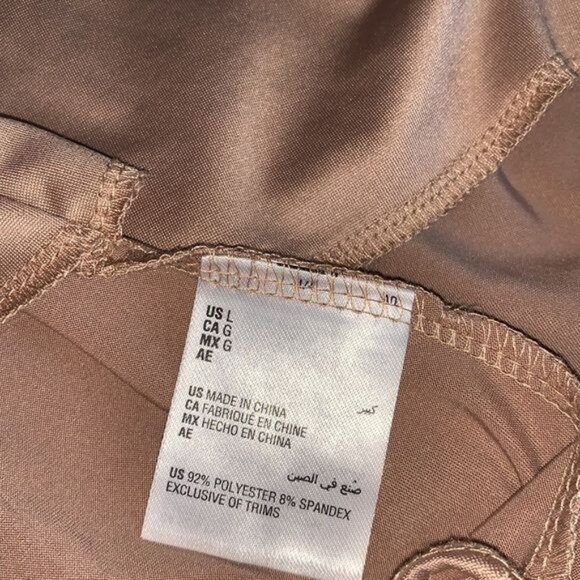 US L
CA G
MX G
AE
كبير
US MADE IN CHINA
CA FABRIQUÉ EN CHINE
MX HECHO EN CHINA
AE
صُنع في الصين
US 92% POLYESTER 8% SPANDEX
EXCLUSIVE OF TRIMS